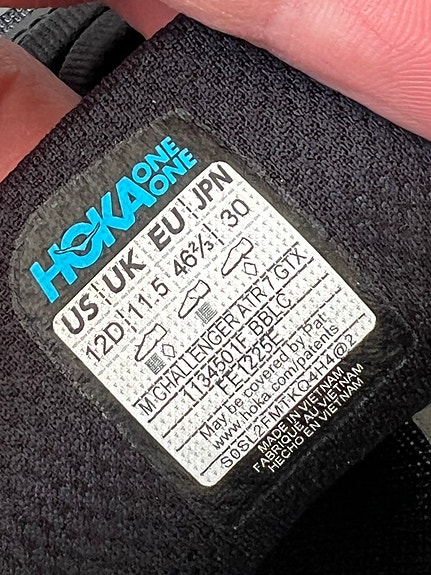 HOKA ONE ONE
US UK EU JPN
12D 11.5 46⅔ 30
M CHALLENGER ATR 7 GTX
1134501F BBLC
FE1225E
May be covered by Pat.
www.hoka.com/patents
S0SL2FMTKQ4H4@2
MADE IN VIETNAM
FABRIQUÉ AU VIETNAM
HECHO EN VIETNAM